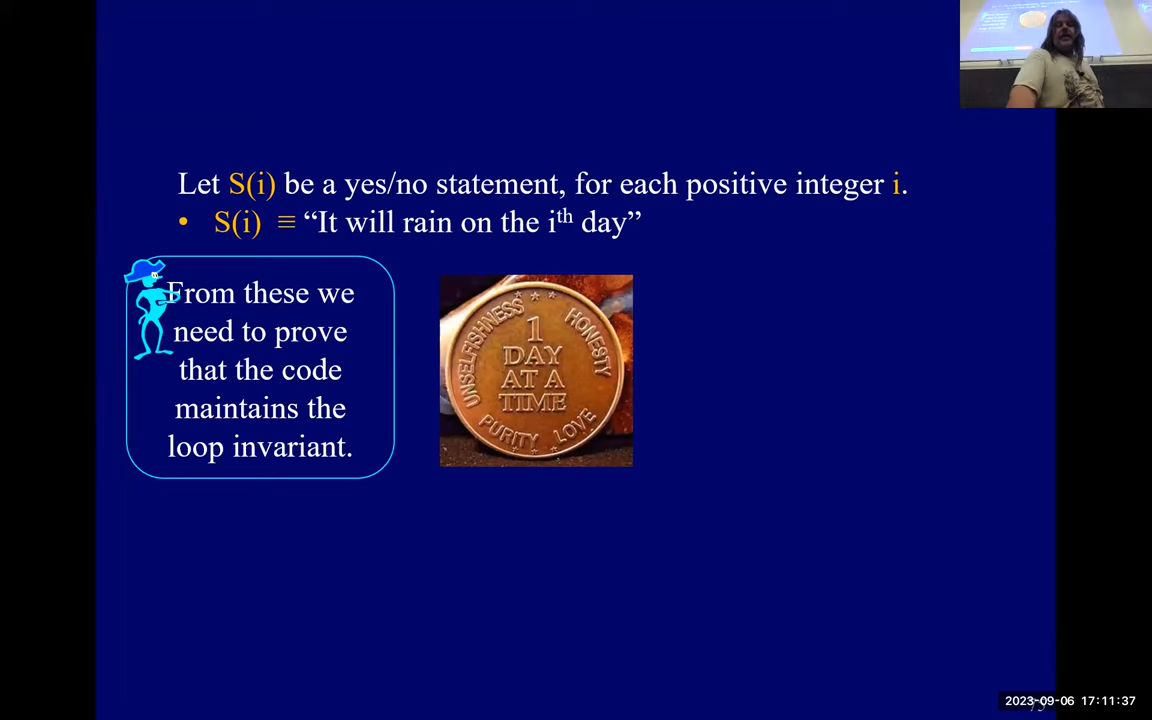 Let S(i) be a yes/no statement, for each positive integer i.
• S(i) ≡ “It will rain on the ith day”
From these we
need to prove
that the code
maintains the
loop invariant.
UNSELFISHNESS
HONESTY
1
DAY
AT A
TIME
PURITY LOVE
2023-09-06 17:11:37